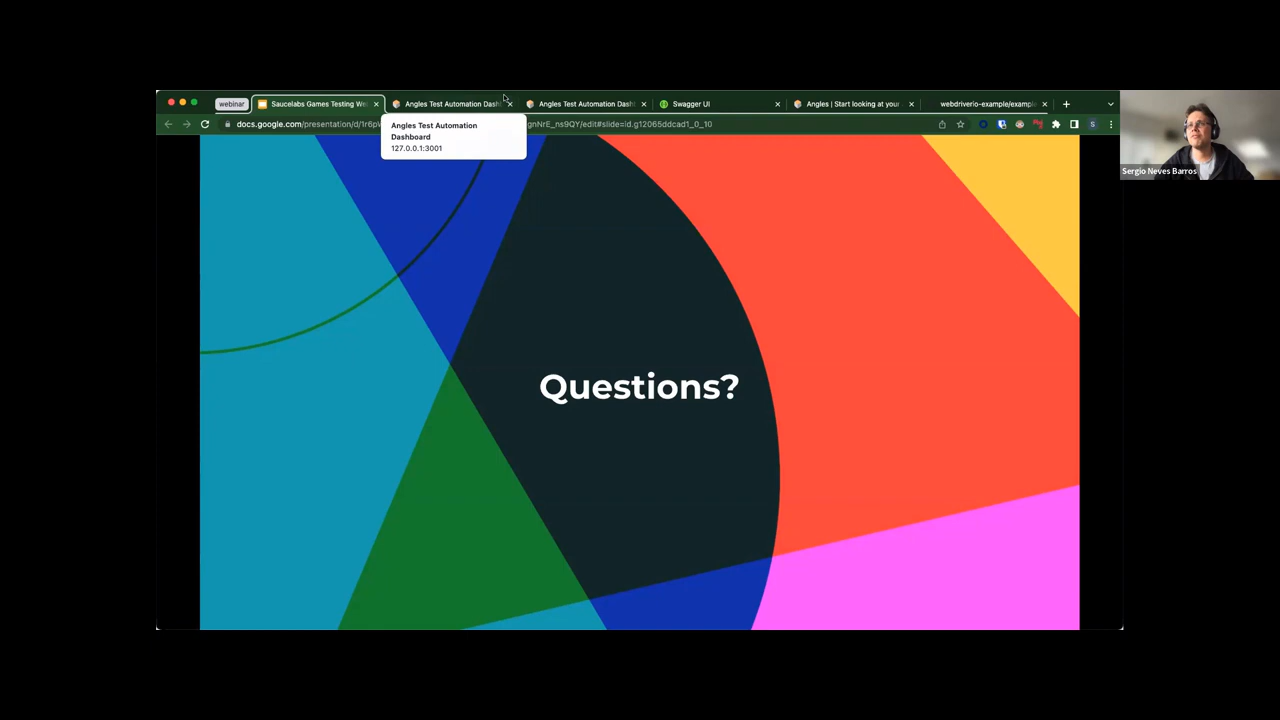 webinar
Saucelabs Games Testing We
Angles Test Automation Dash
Angles Test Automation Dash
Swagger UI
Angles | Start looking at your
webdriverio-example/example
docs.google.com/presentation/d/1r6p
gnNrE_ns9QY/edit#slide=id.g12065ddcad1_0_10
S
Angles Test Automation
Dashboard
127.0.0.1:3001
Sergio Neves Barros
Questions?